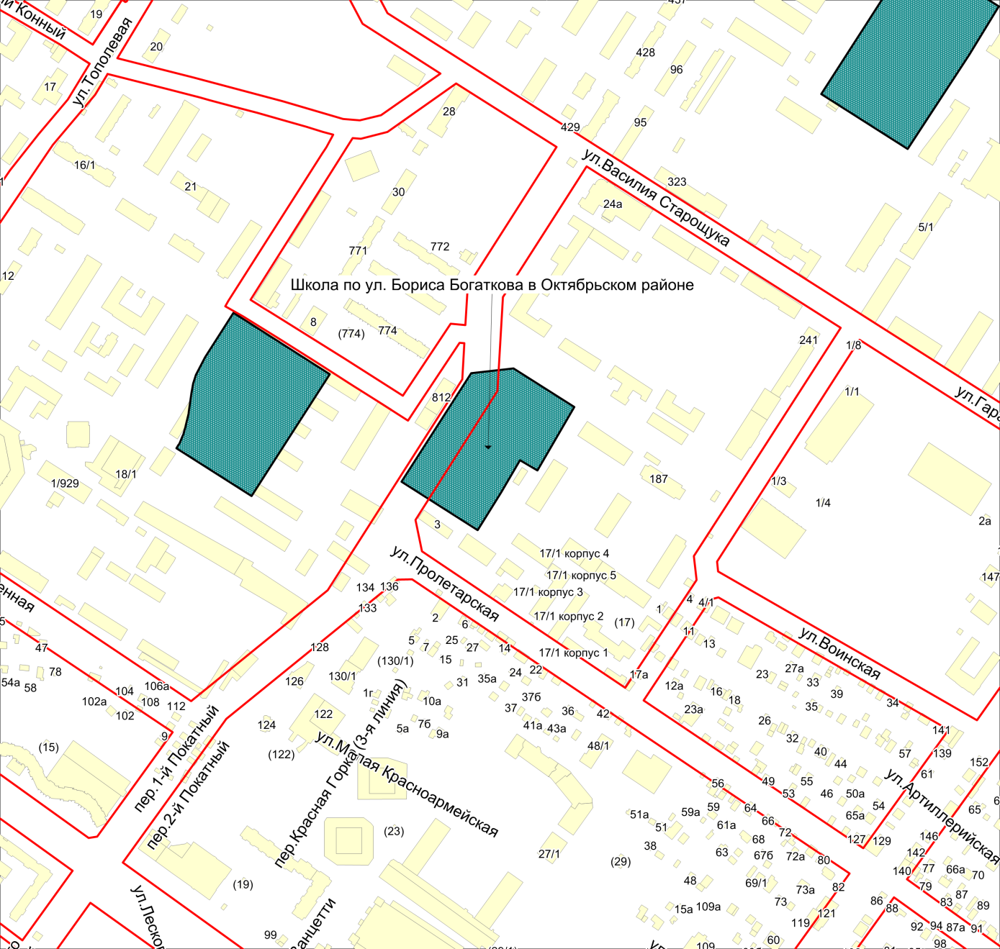 й Конный
19
437
ул.Тополевая
20
428
96
17
28
429
95
16/1
ул.Василия Старощука
323
21
30
24а
1
5/1
771
772
12
Школа по ул. Бориса Богаткова в Октябрьском районе
8
(774)
774
241
1/8
812
1/1
ул.Гара
18/1
1/929
187
1/3
1/4
3
2а
ул.Пролетарская
17/1 корпус 4
17/1 корпус 5
147
134
136
17/1 корпус 3
енная
133
4
4/1
1
2
17/1 корпус 2
(17)
5
6
11
ул.Воинская
47
128
5
7
25
27
14
17/1 корпус 1
13
15
(130/1)
78
22
24
17а
27а
23
54а
58
106а
126
130/1
31
35а
12а
33
104
102а
108
112
1г
10а
37б
16
18
39
35
34
102
122
37
36
42
23а
124
5а
7б
9а
41а
43а
26
141
9
ул.Малая Красноармейская
48/1
32
(15)
пер.1-й Покатный
(122)
пер.Красная Горка (3-я линия)
40
57
139
44
152
пер.2-й Покатный
56
49
55
61
ул.Артиллерийская
53
46
50а
54
59а
59
64
65
51а
51
61а
66
65а
(23)
72
68
127
129
146
38
63
67б
72а
27/1
(29)
80
142
140
77
66а
70
(19)
48
69/1
73а
82
79
87
73
86
88
83
89
ул.Леског
15а
109а
121
119
92
94
87а
91
Ванцетти
99
109
60
98